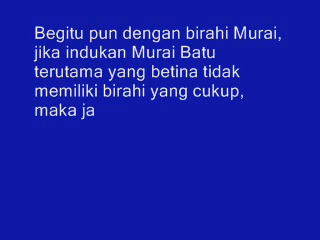 Begitu pun dengan birahi Murai,
jika indukan Murai Batu
terutama yang betina tidak
memiliki birahi yang cukup,
maka ja